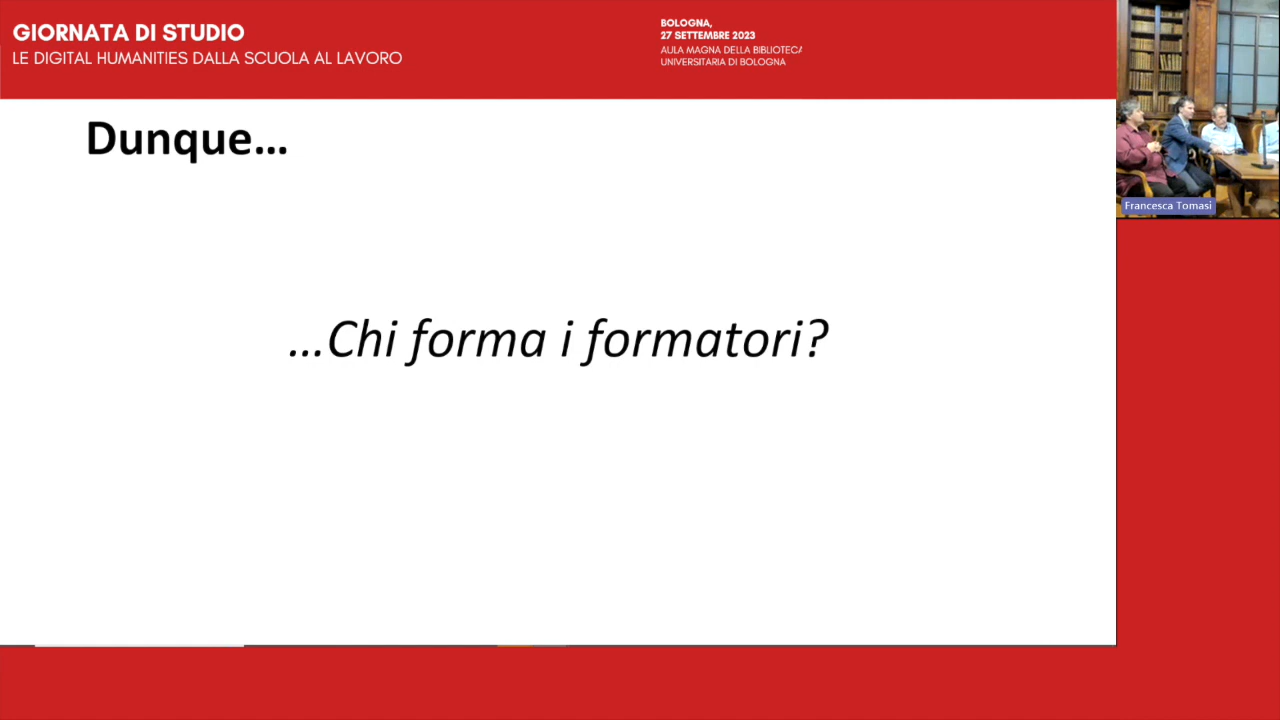 GIORNATA DI STUDIO
LE DIGITAL HUMANITIES DALLA SCUOLA AL LAVORO
BOLOGNA,
27 SETTEMBRE 2023
AULA MAGNA DELLA BIBLIOTECA
UNIVERSITARIA DI BOLOGNA
Dunque...
...Chi forma i formatori?
Francesca Tomasi